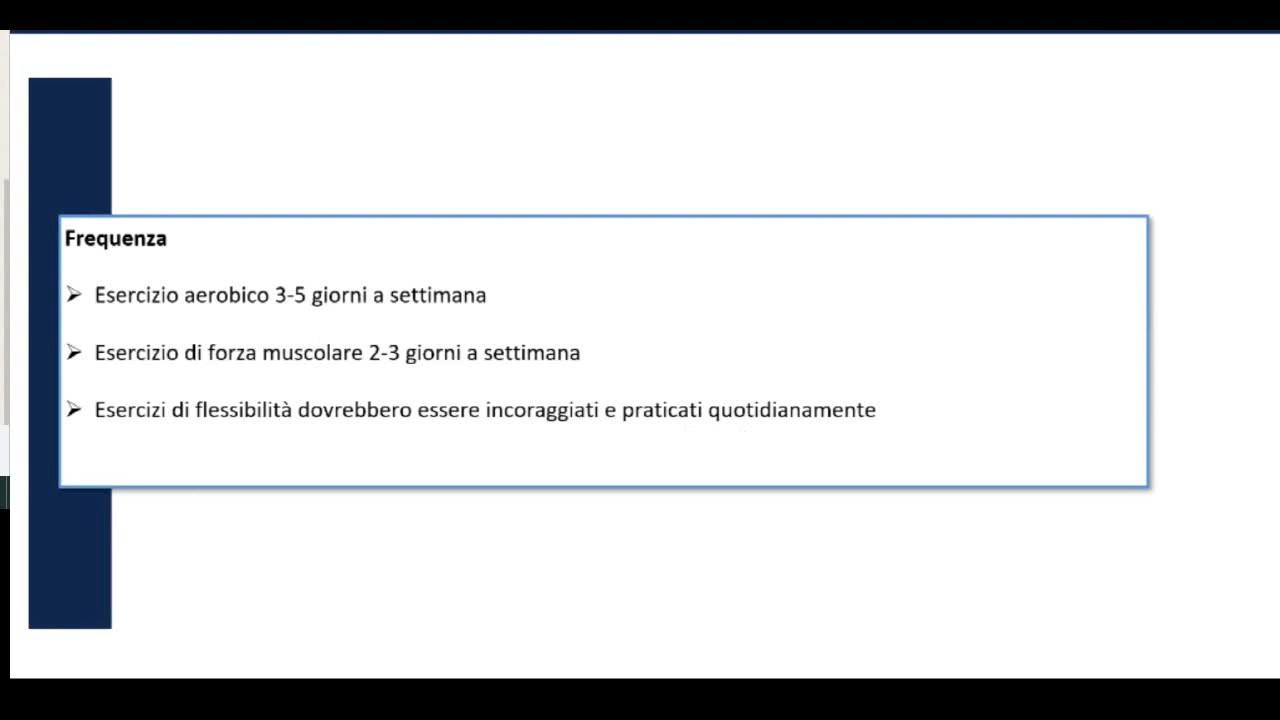 Frequenza
➢ Esercizio aerobico 3-5 giorni a settimana
➢ Esercizio di forza muscolare 2-3 giorni a settimana
➢ Esercizi di flessibilità dovrebbero essere incoraggiati e praticati quotidianamente